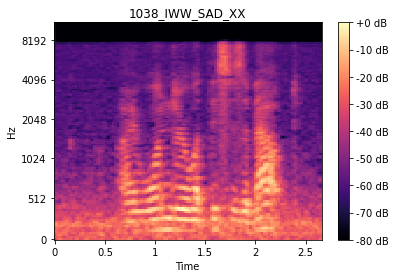 1038_IWW_SAD_XX
+0 dB
8192
-10 dB
4096
-20 dB
-30 dB
2048
-40 dB
Hz
1024
-50 dB
512
-60 dB
-70 dB
0
-80 dB
0 0.5 1 1.5 2 2.5
Time